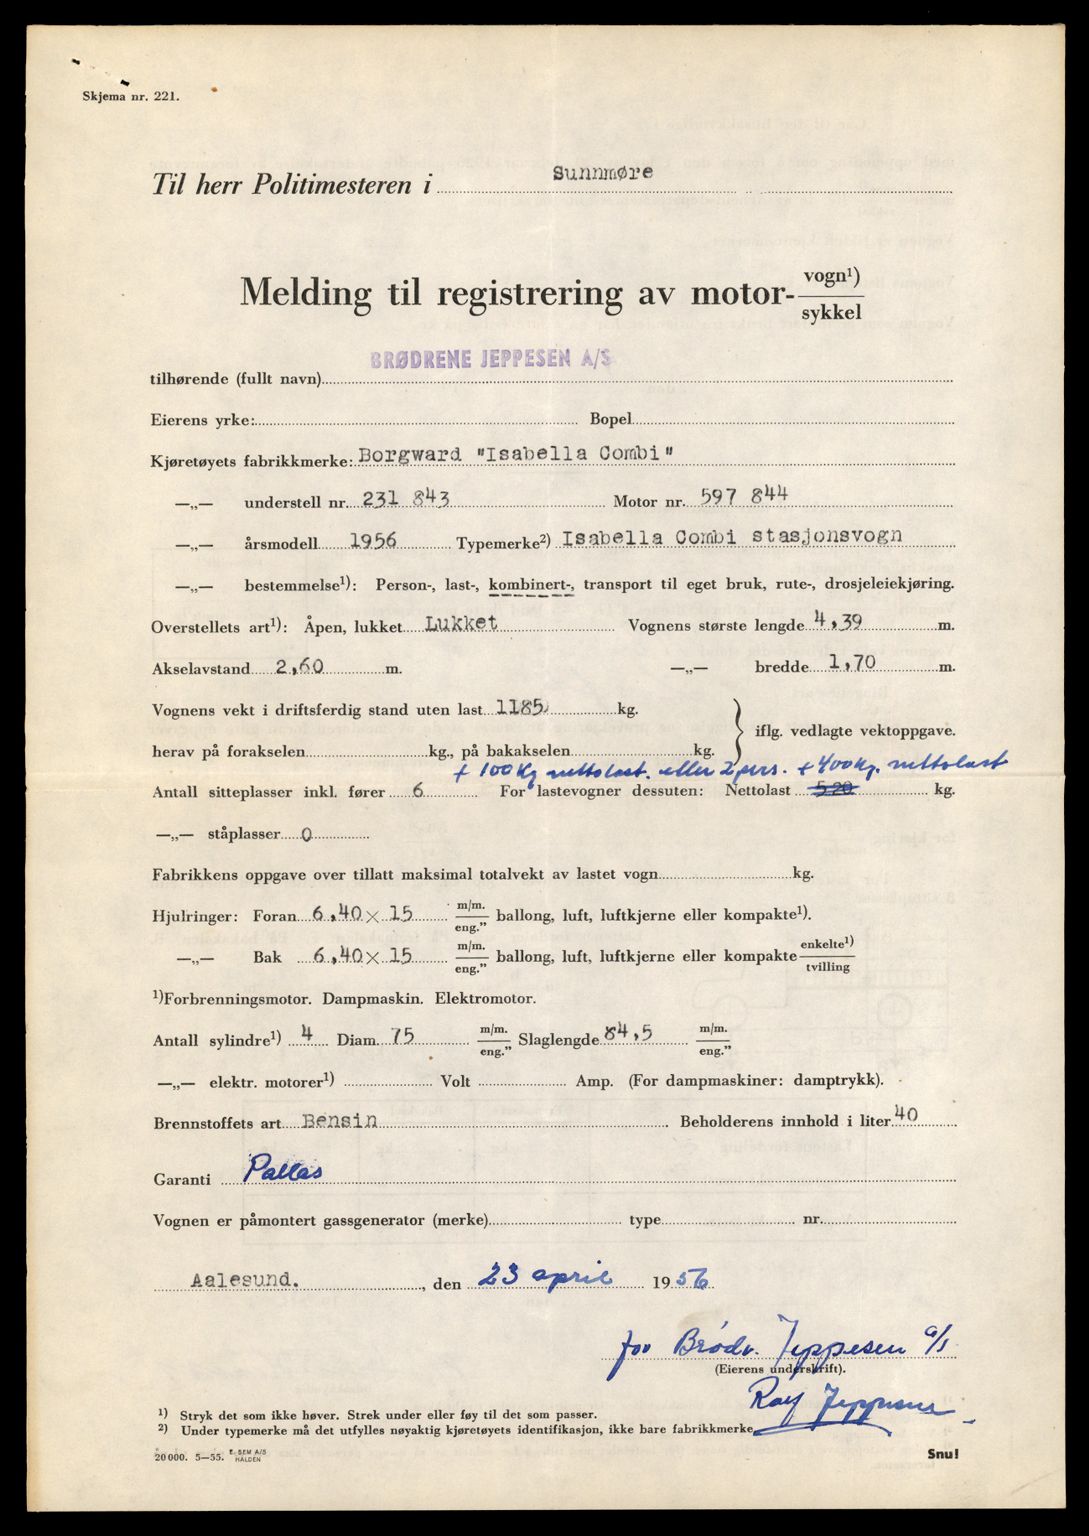 Skjema nr. 221.
Til herr Politimesteren i Sunnmøre
Melding til registrering av motor- vogn¹) / sykkel
BRØDRENE JEPPESEN A/S
tilhørende (fullt navn)
Eierens yrke: Bopel
Kjøretøyets fabrikkmerke: Borgward "Isabella Combi"
—„— understell nr. 231 843 Motor nr. 597 844
—„— årsmodell 1956 Typemerke²) Isabella Combi stasjonsvogn
—„— bestemmelse¹): Person-, last-, kombinert-, transport til eget bruk, rute-, drosjeleiekjøring.
Overstellets art¹): Åpen, lukket Lukket Vognens største lengde 4,39 m.
Akselavstand 2,60 m. —„— bredde 1,70 m.
Vognens vekt i driftsferdig stand uten last 1185 kg.
iflg. vedlagte vektoppgave.
herav på forakselen kg., på bakakselen kg.
+ 100 kg nettolast. eller 2 pers. + 400 kg. nettolast
Antall sitteplasser inkl. fører 6 For lastevogner dessuten: Nettolast 520 kg.
—„— ståplasser 0
Fabrikkens oppgave over tillatt maksimal totalvekt av lastet vogn kg.
Hjulringer: Foran 6,40 × 15 m/m. / eng." ballong, luft, luftkjerne eller kompakte¹).
—„— Bak 6,40 × 15 m/m. / eng." ballong, luft, luftkjerne eller kompakte enkelte¹) / tvilling
¹)Forbrenningsmotor. Dampmaskin. Elektromotor.
Antall sylindre¹) 4 Diam. 75 m/m. / eng." Slaglengde 84,5 m/m. / eng."
—„— elektr. motorer¹) Volt Amp. (For dampmaskiner: damptrykk).
Brennstoffets art Bensin Beholderens innhold i liter 40
Garanti Pallas
Vognen er påmontert gassgenerator (merke) type nr.
Aalesund. , den 23 april 1956
for Brødr. Jeppesen a/s
(Eierens underskrift).
Rolf Jeppesen
¹) Stryk det som ikke høver. Strek under eller føy til det som passer.
²) Under typemerke må det utfylles nøyaktig kjøretøyets identifikasjon, ikke bare fabrikkmerke
20 000. 5—55. E. SEM A/S HALDEN
Snu!